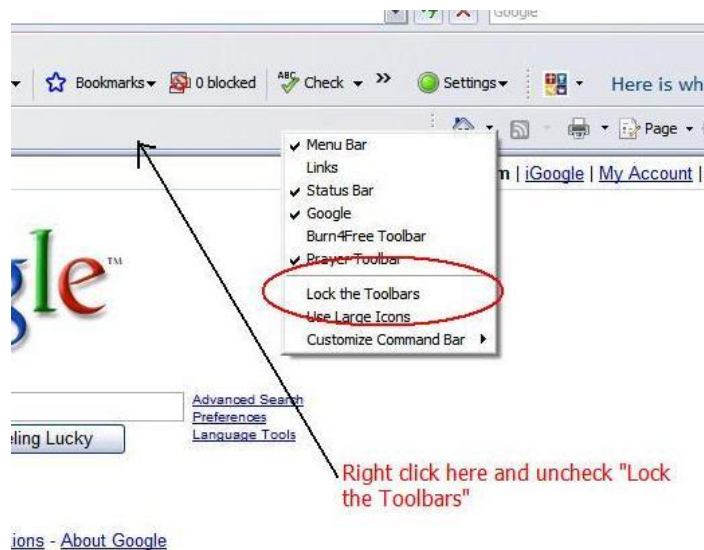 Google
Bookmarks 0 blocked ABC Check » Settings Here is wh
Page
Menu Bar
Links
Status Bar
Google
Burn4Free Toolbar
Prayer Toolbar
Lock the Toolbars
Use Large Icons
Customize Command Bar
m | iGoogle | My Account |
gle™
Advanced Search
Preferences
Language Tools
eling Lucky
Right click here and uncheck "Lock
the Toolbars"
ions - About Google